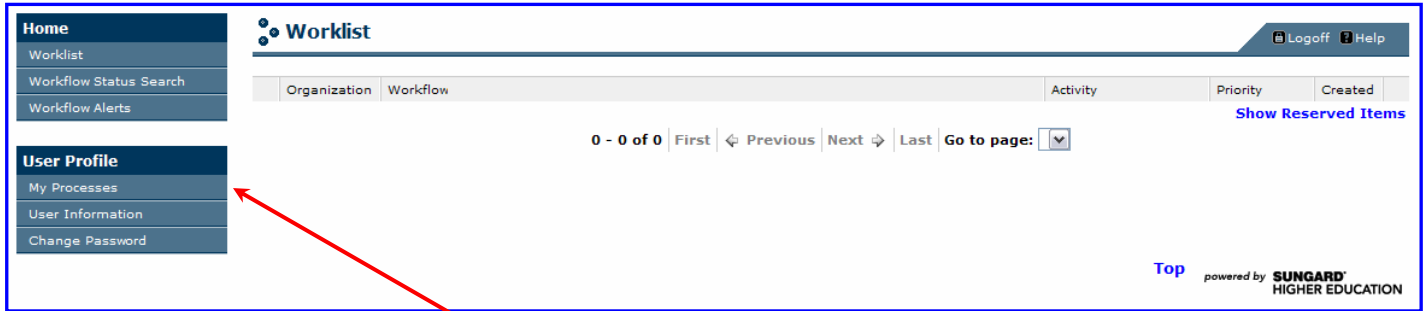 Home
Worklist
Workflow Status Search
Workflow Alerts
User Profile
My Processes
User Information
Change Password
Worklist
Logoff Help
Organization Workflow Activity Priority Created
Show Reserved Items
0 - 0 of 0 First Previous Next Last Go to page:
Top
powered by SUNGARD'
HIGHER EDUCATION